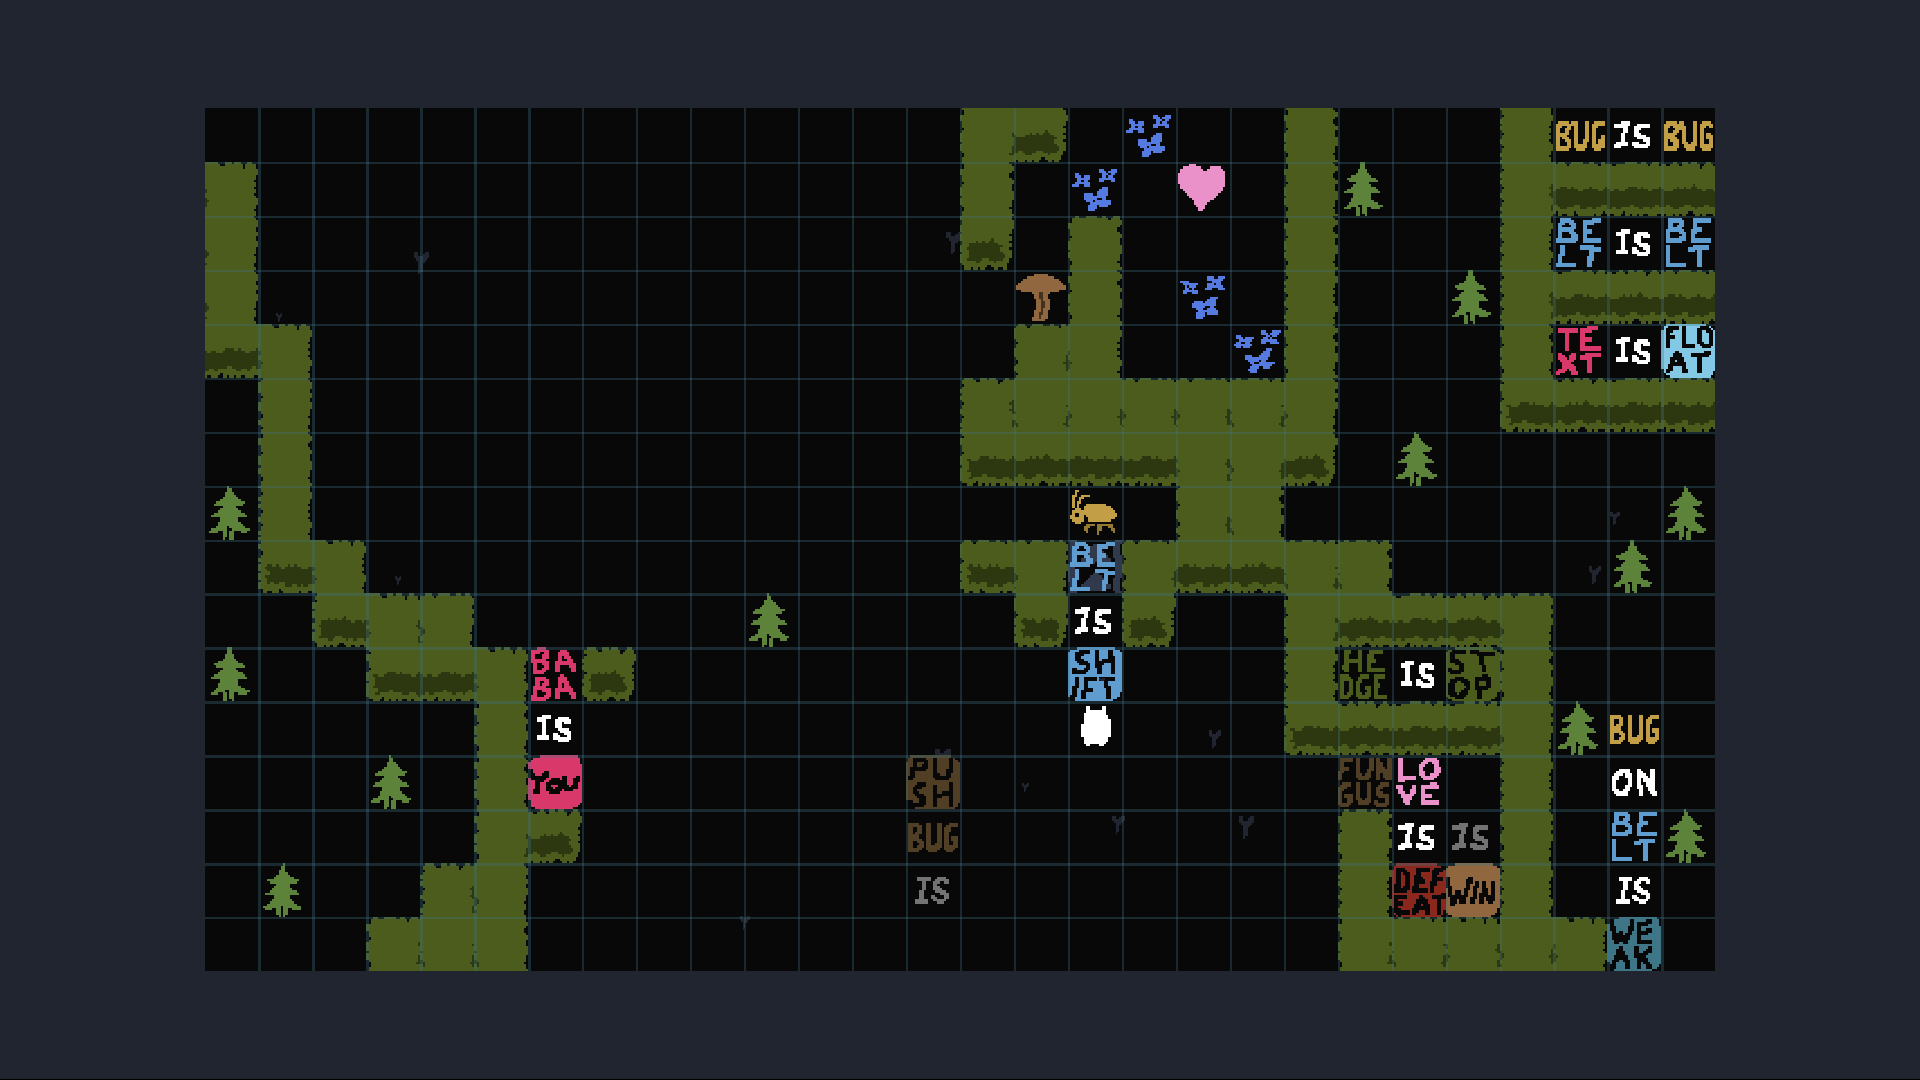 BUG IS BUG
BELT IS BELT
TEXT IS FLOAT
BELT
IS
SHIFT
BABA
IS
YOU
HEDGE IS STOP
PUSH
BUG
IS
FUNGUS LOVE
IS IS
DEFEAT WIN
BUG
ON
BELT
IS
WEAK